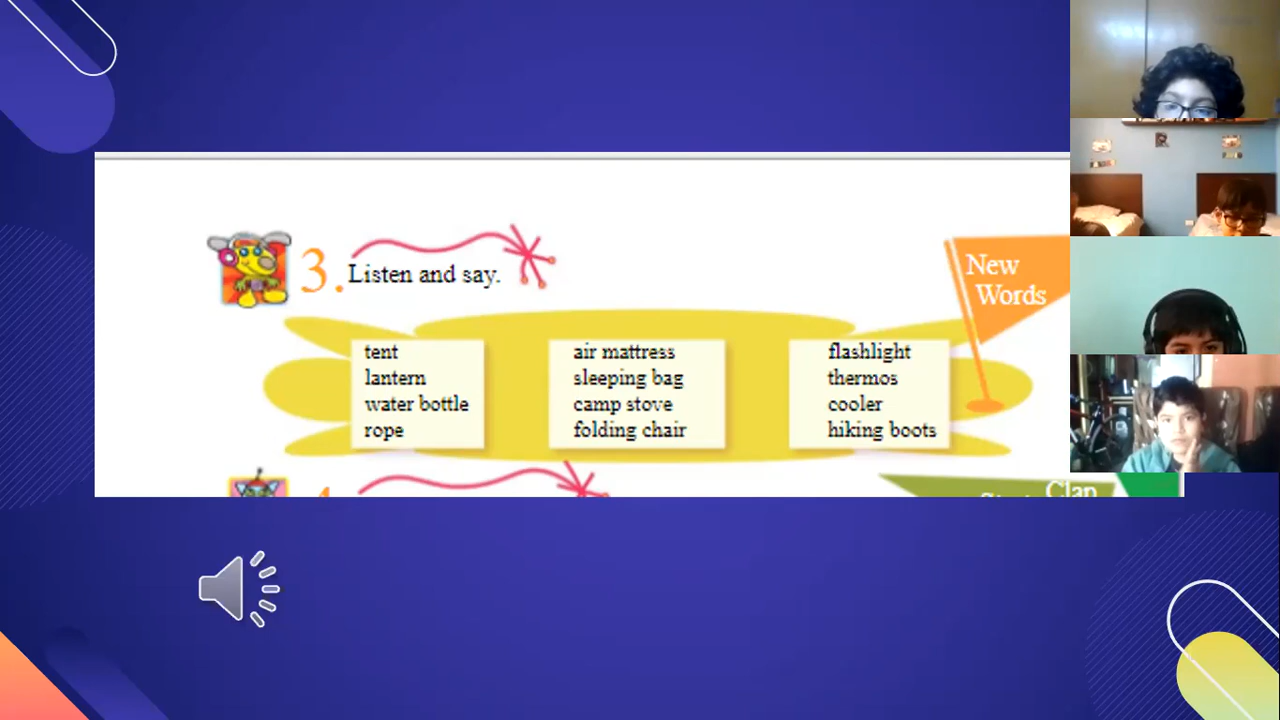 3. Listen and say.
New
Words
tent
lantern
water bottle
rope
air mattress
sleeping bag
camp stove
folding chair
flashlight
thermos
cooler
hiking boots
Clap